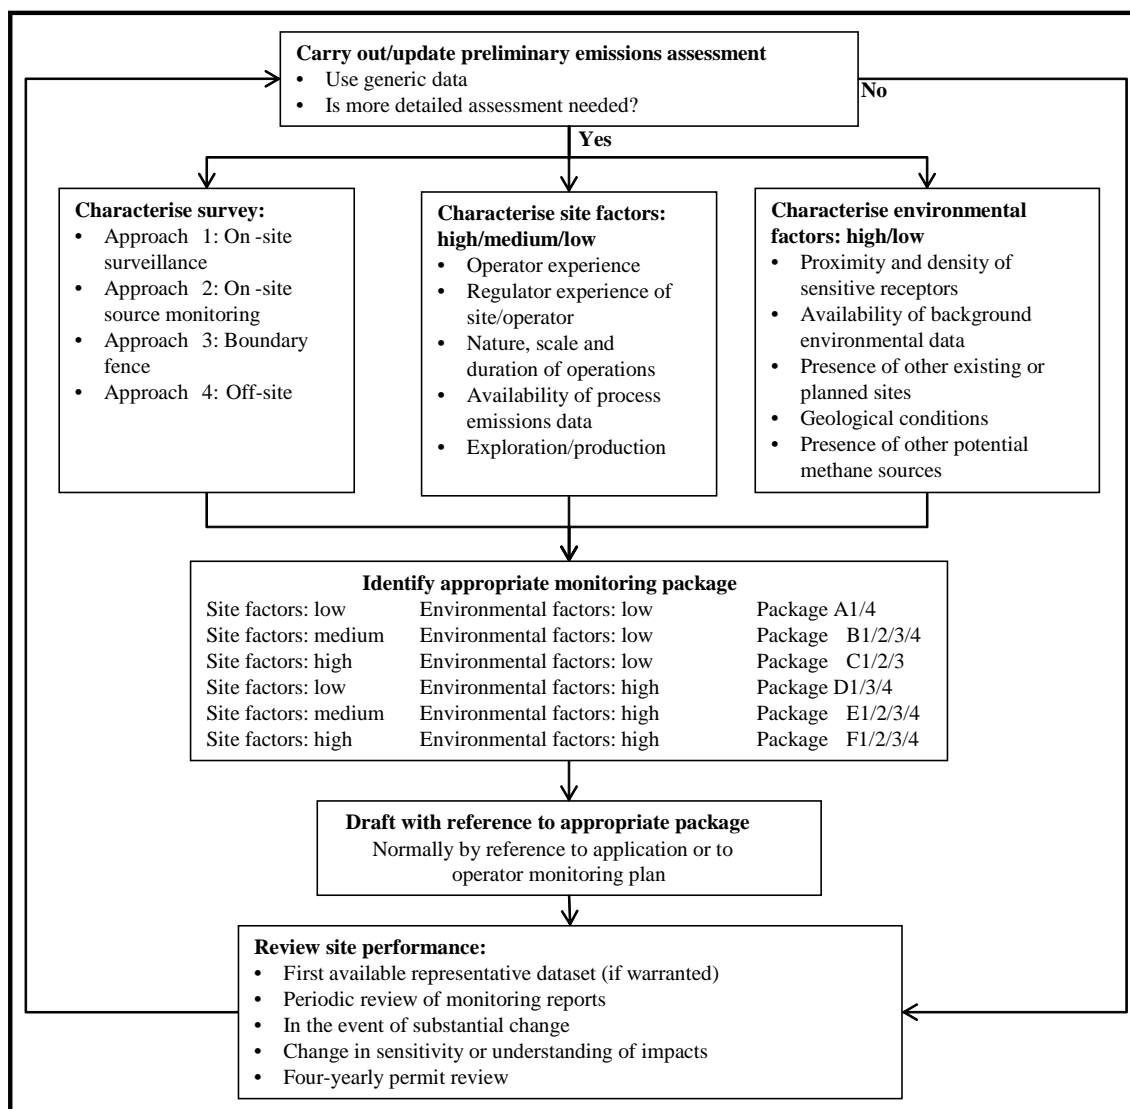 Carry out/update preliminary emissions assessment
• Use generic data
• Is more detailed assessment needed?
No
Yes
Characterise survey:
• Approach 1: On -site
surveillance
• Approach 2: On -site
source monitoring
• Approach 3: Boundary
fence
• Approach 4: Off-site
Characterise site factors:
high/medium/low
• Operator experience
• Regulator experience of
site/operator
• Nature, scale and
duration of operations
• Availability of process
emissions data
• Exploration/production
Characterise environmental
factors: high/low
• Proximity and density of
sensitive receptors
• Availability of background
environmental data
• Presence of other existing or
planned sites
• Geological conditions
• Presence of other potential
methane sources
Identify appropriate monitoring package
Site factors: low Environmental factors: low Package A1/4
Site factors: medium Environmental factors: low Package B1/2/3/4
Site factors: high Environmental factors: low Package C1/2/3
Site factors: low Environmental factors: high Package D1/3/4
Site factors: medium Environmental factors: high Package E1/2/3/4
Site factors: high Environmental factors: high Package F1/2/3/4
Draft with reference to appropriate package
Normally by reference to application or to
operator monitoring plan
Review site performance:
• First available representative dataset (if warranted)
• Periodic review of monitoring reports
• In the event of substantial change
• Change in sensitivity or understanding of impacts
• Four-yearly permit review